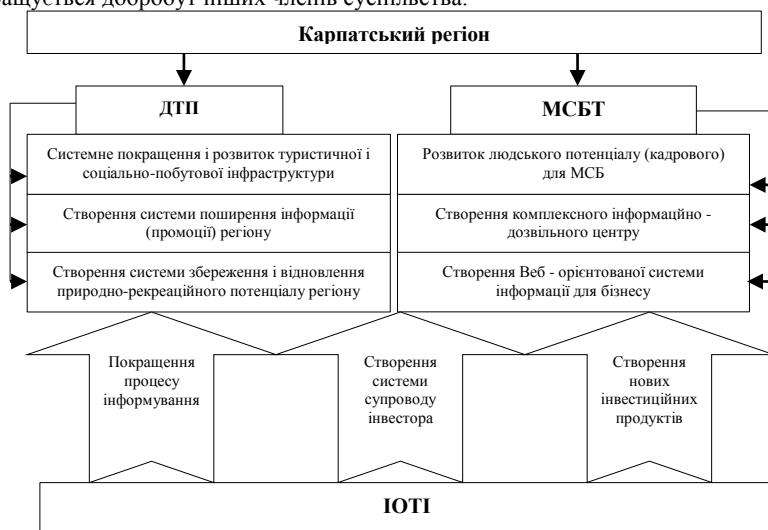 добробут інших членів суспільства.
Карпатський регіон
ДТП
МСБТ
Системне покращення і розвиток туристичної і
соціально-побутової інфраструктури
Розвиток людського потенціалу (кадрового)
для МСБ
Створення системи поширення інформації
(промоції) регіону
Створення комплексного інформаційно -
дозвільного центру
Створення системи збереження і відновлення
природно-рекреаційного потенціалу регіону
Створення Веб - орієнтованої системи
інформації для бізнесу
Покращення
процесу
інформування
Створення
системи
супроводу
інвестора
Створення
нових
інвестиційних
продуктів
ІОТІ